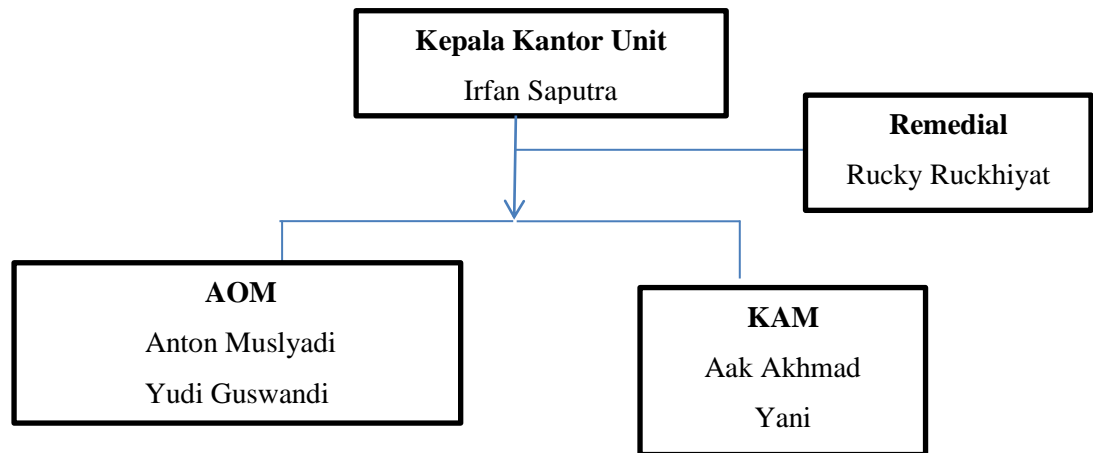 Kepala Kantor Unit
Irfan Saputra
Remedial
Rucky Ruckhiyat
AOM
Anton Muslyadi
Yudi Guswandi
KAM
Aak Akhmad
Yani